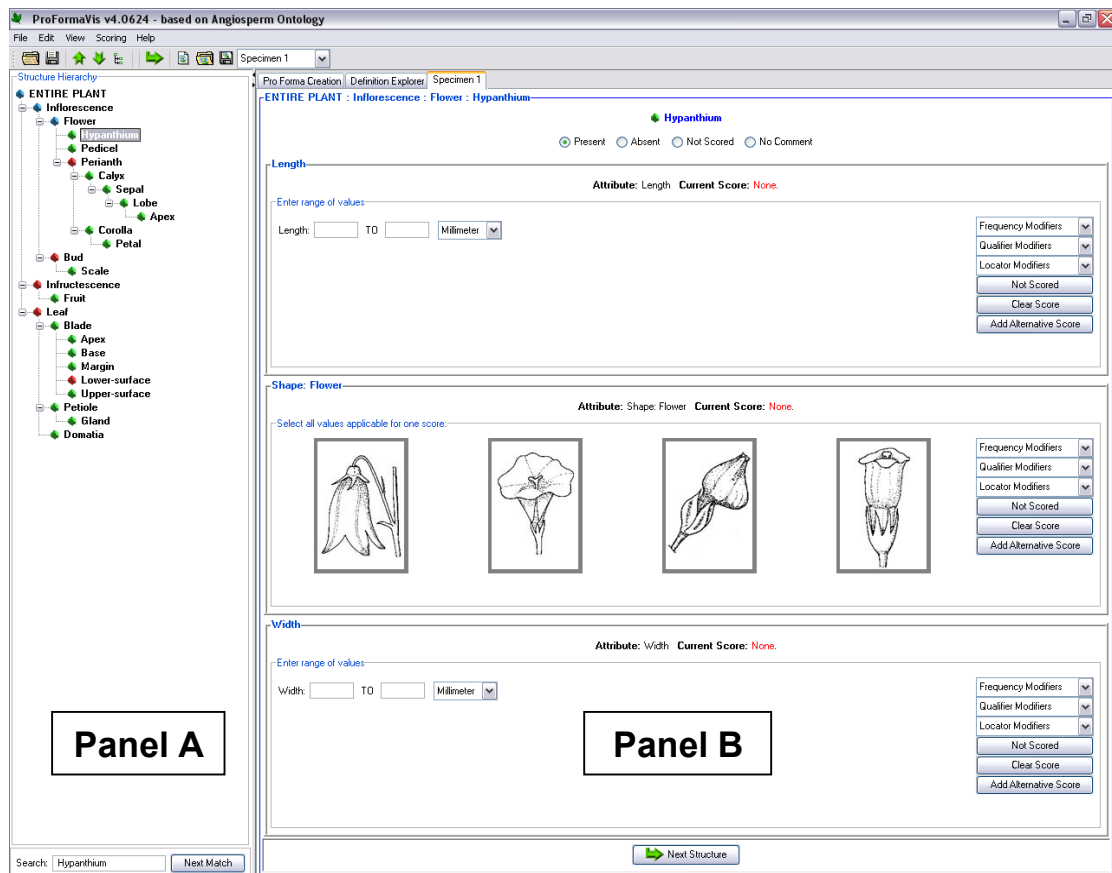 ProFormaVis v4.0624 - based on Angiosperm Ontology
File Edit View Scoring Help
Specimen 1
Structure Hierarchy
ENTIRE PLANT
Inflorescence
Flower
Hypanthium
Pedicel
Perianth
Calyx
Sepal
Lobe
Apex
Corolla
Petal
Bud
Scale
Infructescence
Fruit
Leaf
Blade
Apex
Base
Margin
Lower-surface
Upper-surface
Petiole
Gland
Domatia
Panel A
Search: Hypanthium Next Match
Pro Forma Creation Definition Explorer Specimen 1
ENTIRE PLANT : Inflorescence : Flower : Hypanthium
Hypanthium
Present Absent Not Scored No Comment
Length
Attribute: Length Current Score: None.
Enter range of values
Length: TO Millimeter
Frequency Modifiers
Qualifier Modifiers
Locator Modifiers
Not Scored
Clear Score
Add Alternative Score
Shape: Flower
Attribute: Shape: Flower Current Score: None.
Select all values applicable for one score:
Frequency Modifiers
Qualifier Modifiers
Locator Modifiers
Not Scored
Clear Score
Add Alternative Score
Width
Attribute: Width Current Score: None.
Enter range of values
Width: TO Millimeter
Frequency Modifiers
Qualifier Modifiers
Locator Modifiers
Not Scored
Clear Score
Add Alternative Score
Panel B
Next Structure